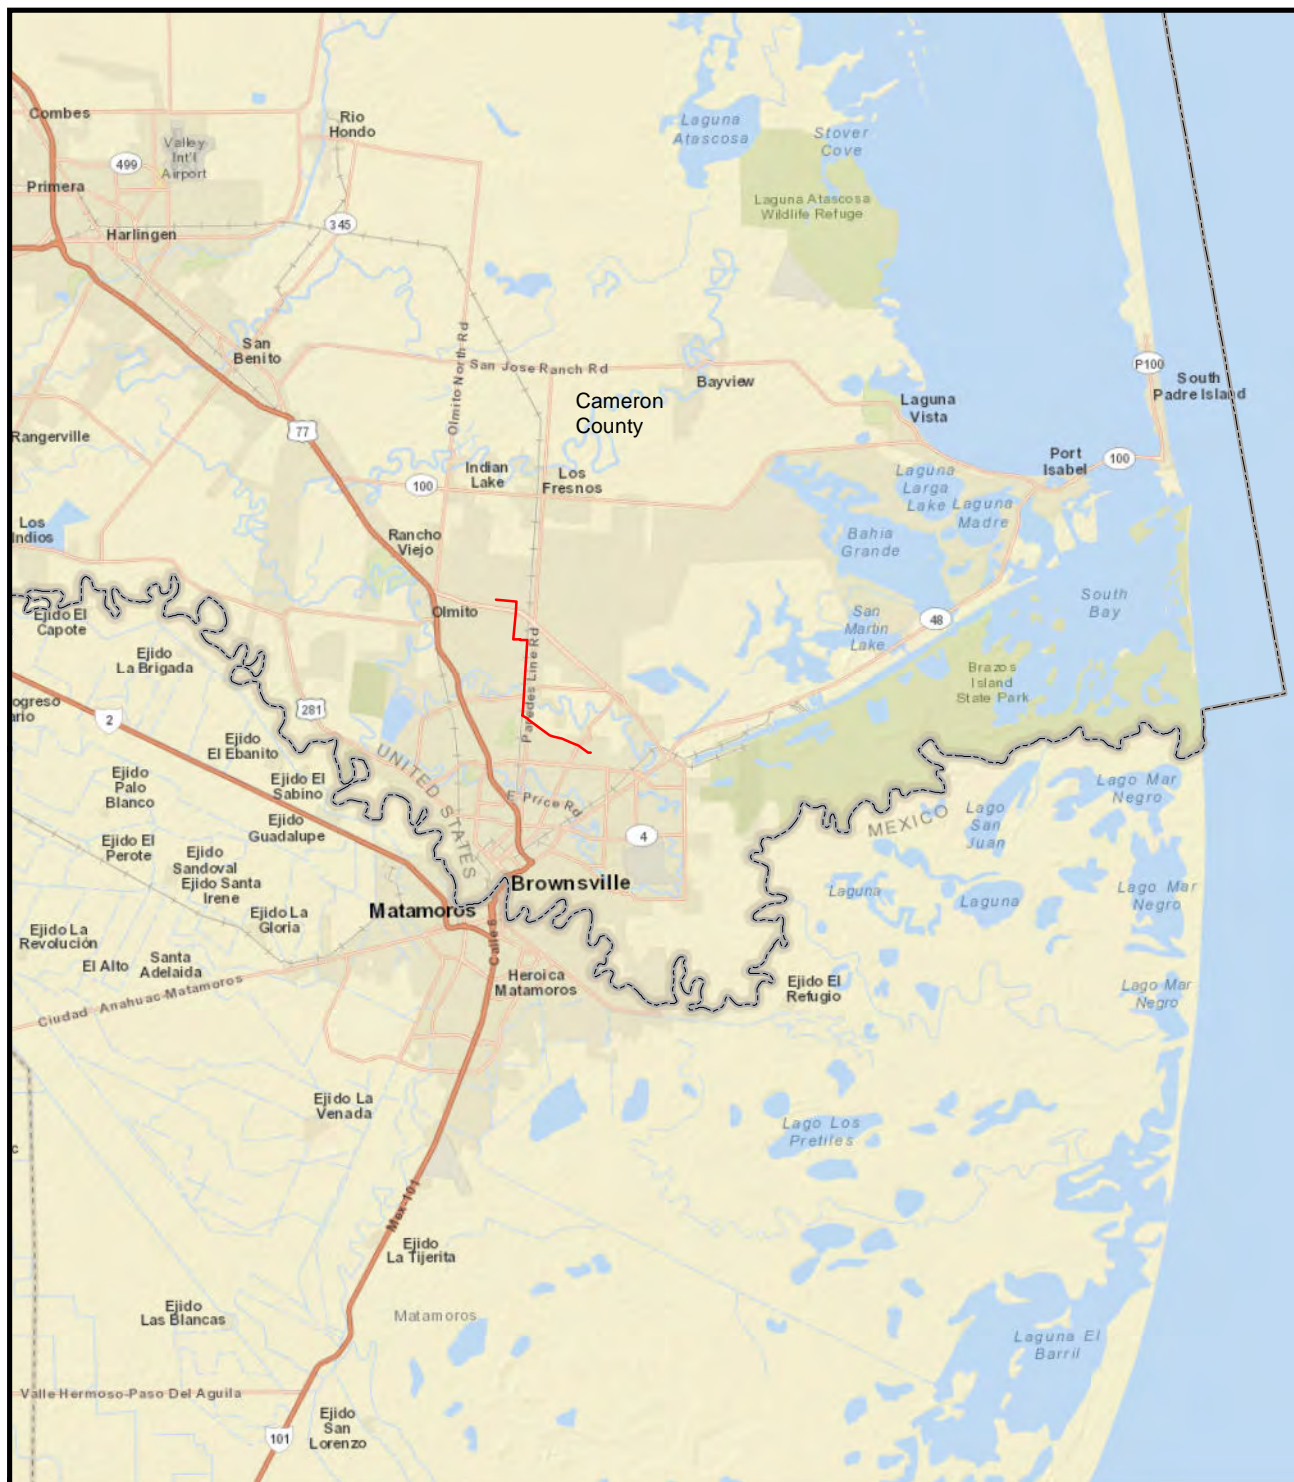 Combes
Rio
Hondo
Laguna
Atascosa
Stover
Cove
Valley
Int'l
Airport
499
Primera
Laguna Atascosa
Wildlife Refuge
345
Harlingen
San
Benito
Olmito North Rd
San Jose Ranch Rd
Bayview
P100
South
Padre Island
Cameron
County
Laguna
Vista
Rangerville
77
Port
Isabel
100
Indian
Lake
Los
Fresnos
100
Laguna
Larga
Lake
Laguna
Madre
Los
Indios
Rancho
Viejo
Bahia
Grande
South
Bay
Ejido El
Capote
Olmito
San
Martin
Lake
48
Ejido
La Brigada
Paredes Line Rd
Brazos
Island
State Park
ogreso
ario
2
281
Ejido
El Ebanito
UNITED STATES
Ejido
Palo
Blanco
Ejido El
Sabino
Lago Mar
Negro
E Price Rd
Lago
San
Juan
MEXICO
Ejido
Guadalupe
4
Ejido El
Perote
Ejido
Sandoval
Ejido Santa
Irene
Brownsville
Laguna
Laguna
Lago Mar
Negro
Matamoros
Ejido La
Gloria
Ejido La
Revolución
Calle 6
El Alto
Santa
Adelaida
Heroica
Matamoros
Ejido El
Refugio
Lago Mar
Negro
Ciudad Anahuac-Matamoros
Ejido La
Venada
Lago Los
Pretiles
c
Mex-101
Ejido
La Tijerita
Ejido
Las Blancas
Matamoros
Laguna El
Barril
Valle Hermoso-Paso Del Aguila
Ejido
San
Lorenzo
101